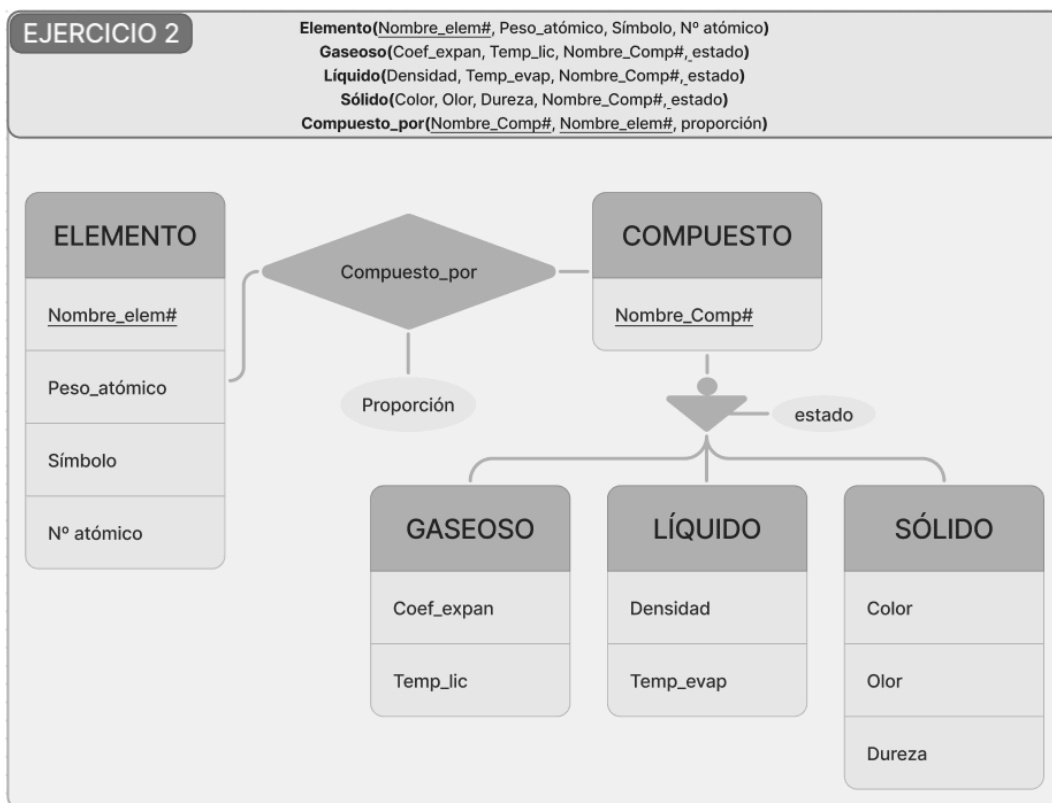 EJERCICIO 2
Elemento(Nombre_elem#, Peso_atómico, Símbolo, Nº atómico)
Gaseoso(Coef_expan, Temp_lic, Nombre_Comp#, estado)
Líquido(Densidad, Temp_evap, Nombre_Comp#, estado)
Sólido(Color, Olor, Dureza, Nombre_Comp#, estado)
Compuesto_por(Nombre_Comp#, Nombre_elem#, proporción)
ELEMENTO
Nombre_elem#
Peso_atómico
Símbolo
Nº atómico
Compuesto_por
Proporción
COMPUESTO
Nombre_Comp#
estado
GASEOSO
Coef_expan
Temp_lic
LÍQUIDO
Densidad
Temp_evap
SÓLIDO
Color
Olor
Dureza